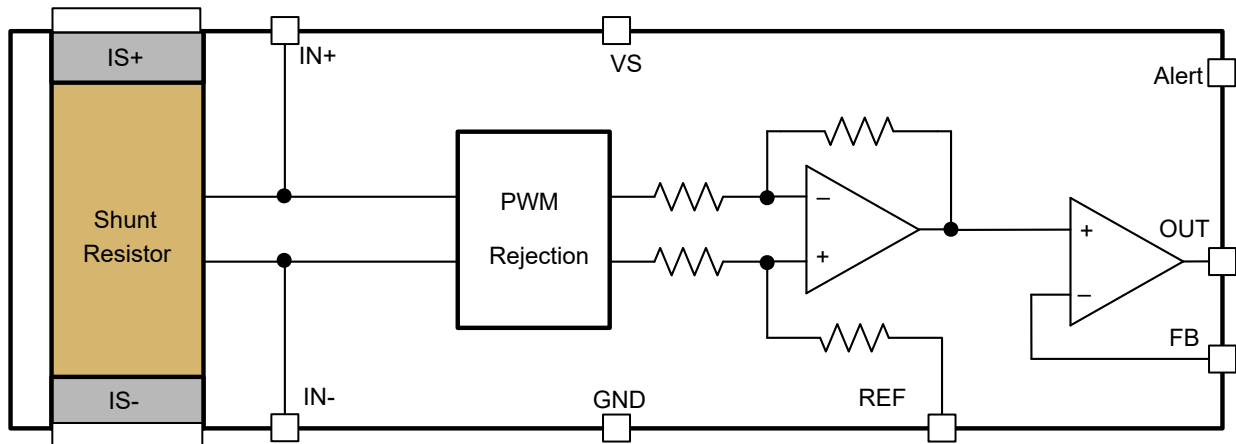 IS+
IN+
VS
Alert
Shunt
Resistor
PWM
Rejection
−
+
+
−
OUT
FB
IS-
IN-
GND
REF